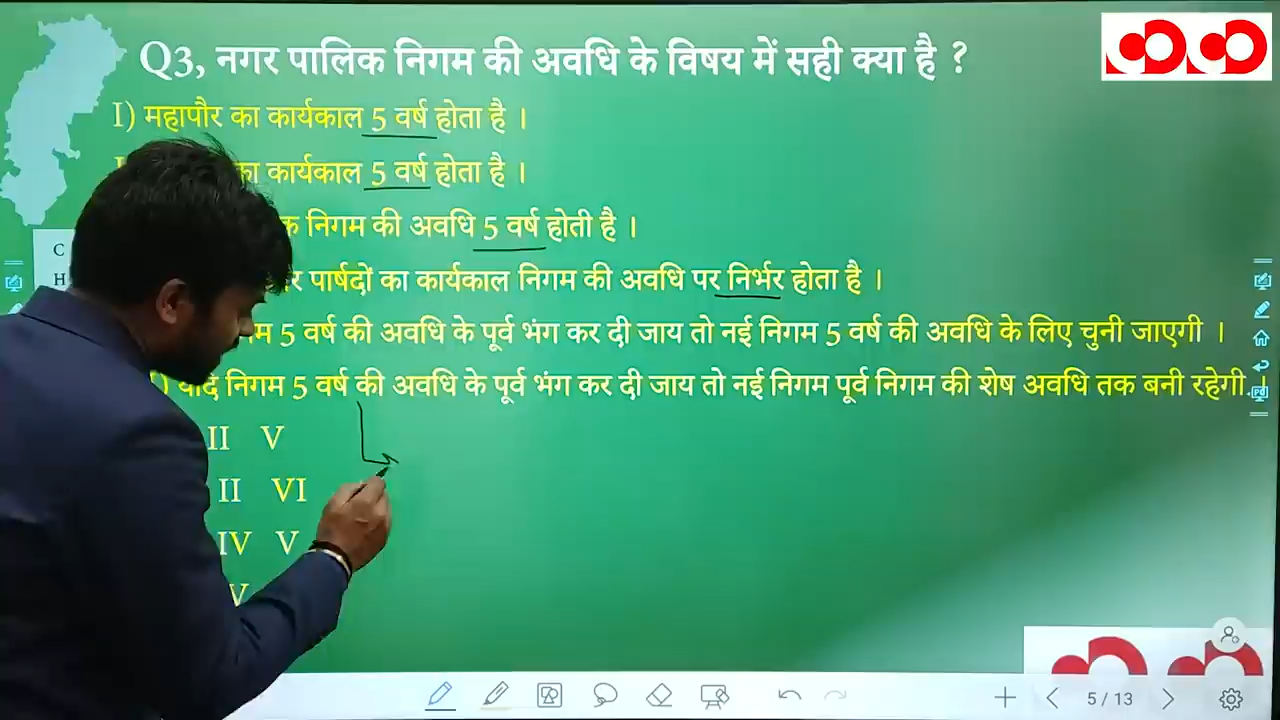 Q3, नगर पालिक निगम की अवधि के विषय में सही क्या है ?
I) महापौर का कार्यकाल 5 वर्ष होता है ।
का कार्यकाल 5 वर्ष होता है ।
निगम की अवधि 5 वर्ष होती है ।
पार्षदों का कार्यकाल निगम की अवधि पर निर्भर होता है ।
5 वर्ष की अवधि के पूर्व भंग कर दी जाय तो नई निगम 5 वर्ष की अवधि के लिए चुनी जाएगी ।
यदि निगम 5 वर्ष की अवधि के पूर्व भंग कर दी जाय तो नई निगम पूर्व निगम की शेष अवधि तक बनी रहेगी ।
II V
II VI
IV V
V
C
H
5 / 13